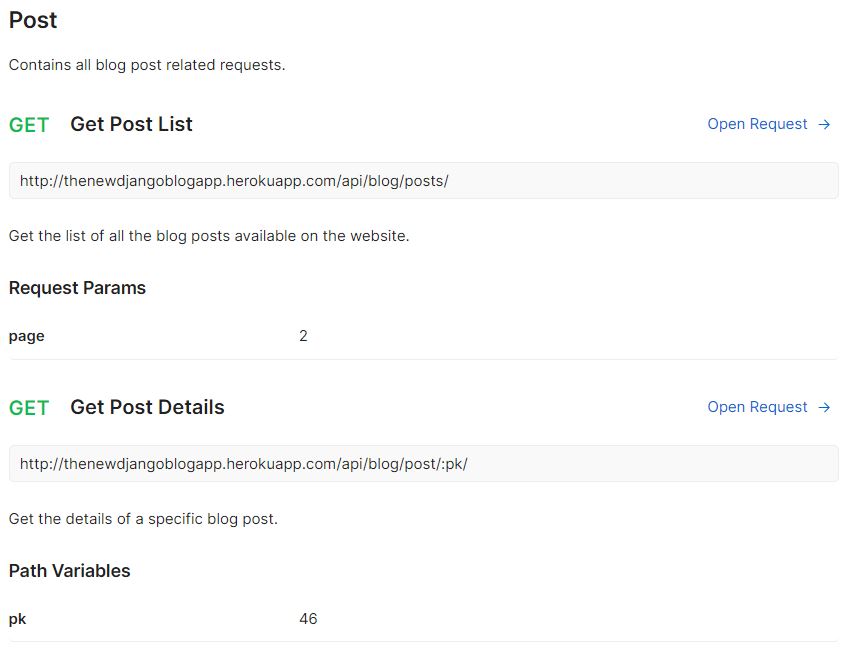 Post
Contains all blog post related requests.
GET Get Post List Open Request →
http://thenewdjangoblogapp.herokuapp.com/api/blog/posts/
Get the list of all the blog posts available on the website.
Request Params
page 2
GET Get Post Details Open Request →
http://thenewdjangoblogapp.herokuapp.com/api/blog/post/:pk/
Get the details of a specific blog post.
Path Variables
pk 46